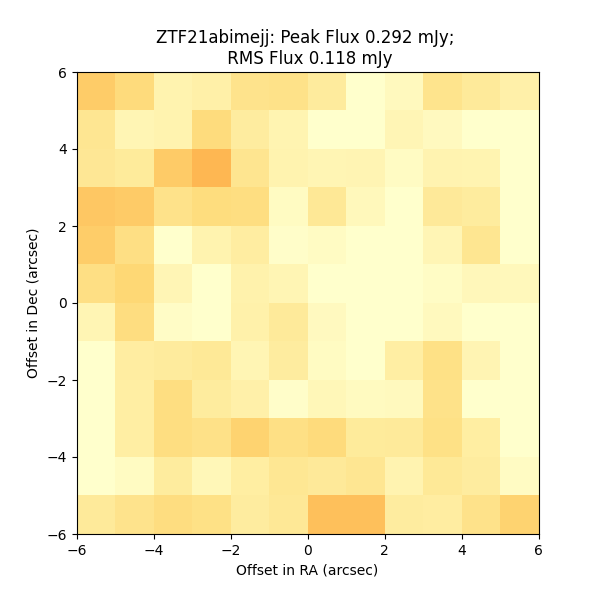 ZTF21abimejj: Peak Flux 0.292 mJy;
RMS Flux 0.118 mJy
6
4
2
0
−2
−4
−6
Offset in Dec (arcsec)
−6 −4 −2 0 2 4 6
Offset in RA (arcsec)